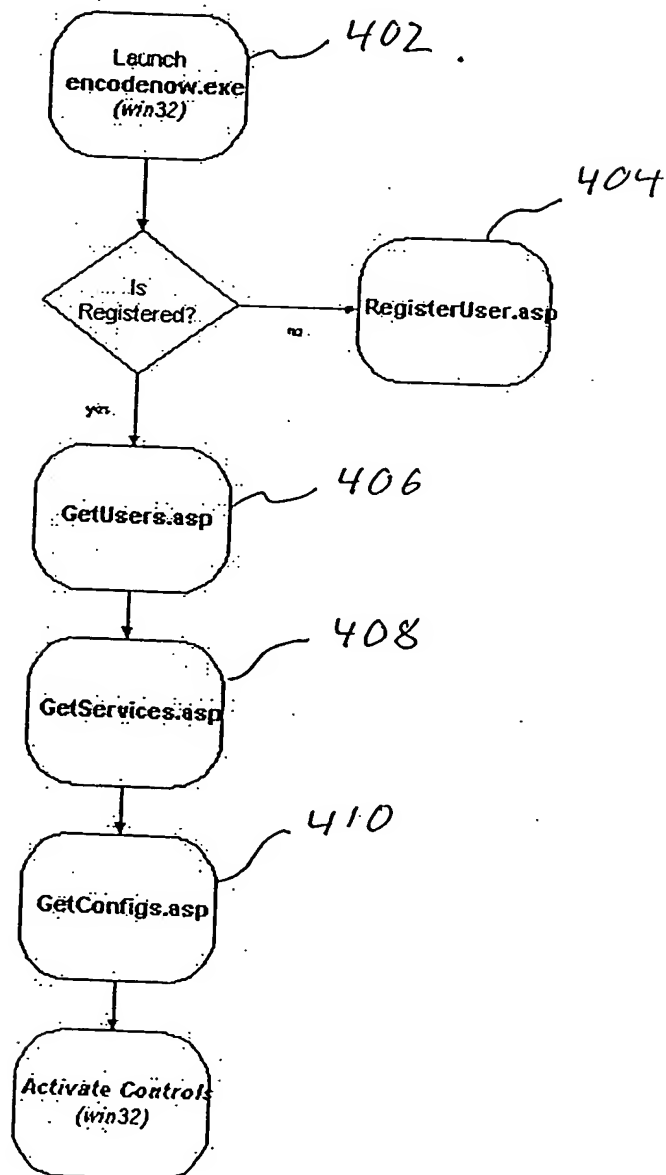 Launch
encodenow.exe
(win32)
402
404
Is
Registered?
no
RegisterUser.asp
yes
406
GetUsers.asp
408
GetServices.asp
410
GetConfigs.asp
Activate Controls
(win32)